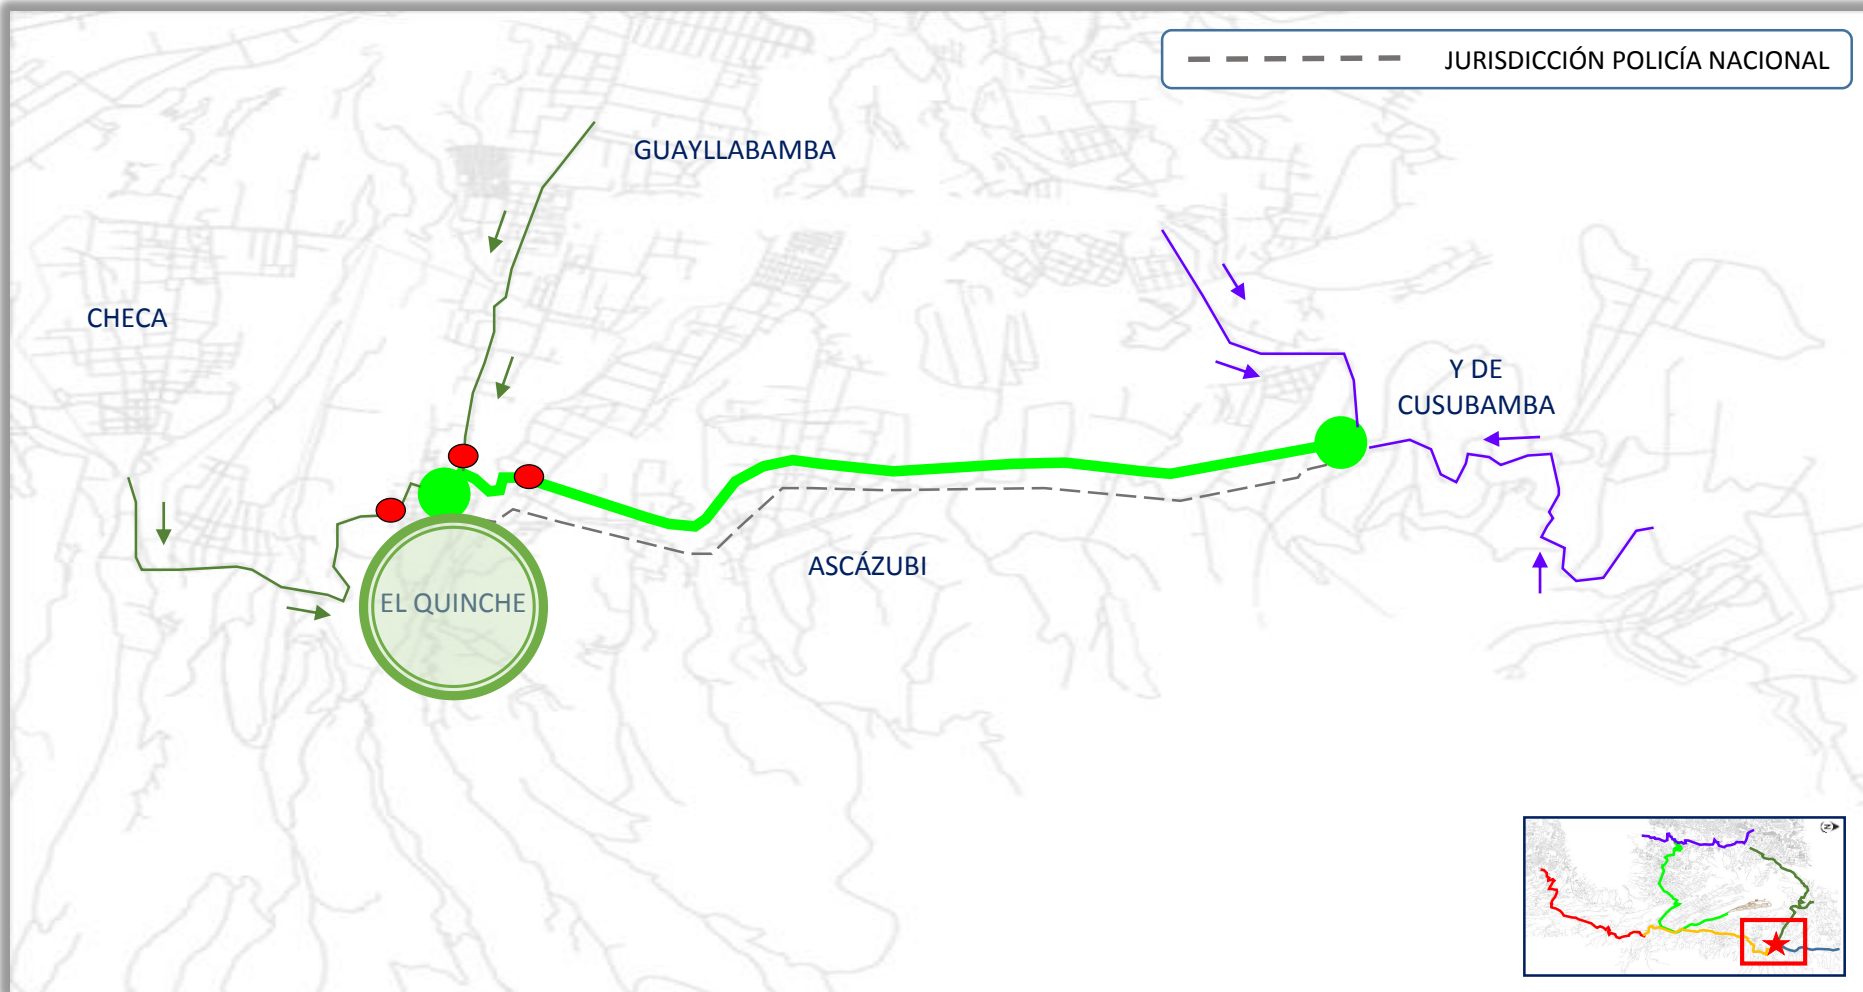 JURISDICCIÓN POLICÍA NACIONAL
GUAYLLABAMBA
CHECA
Y DE
CUSUBAMBA
ASCÁZUBI
EL QUINCHE
N